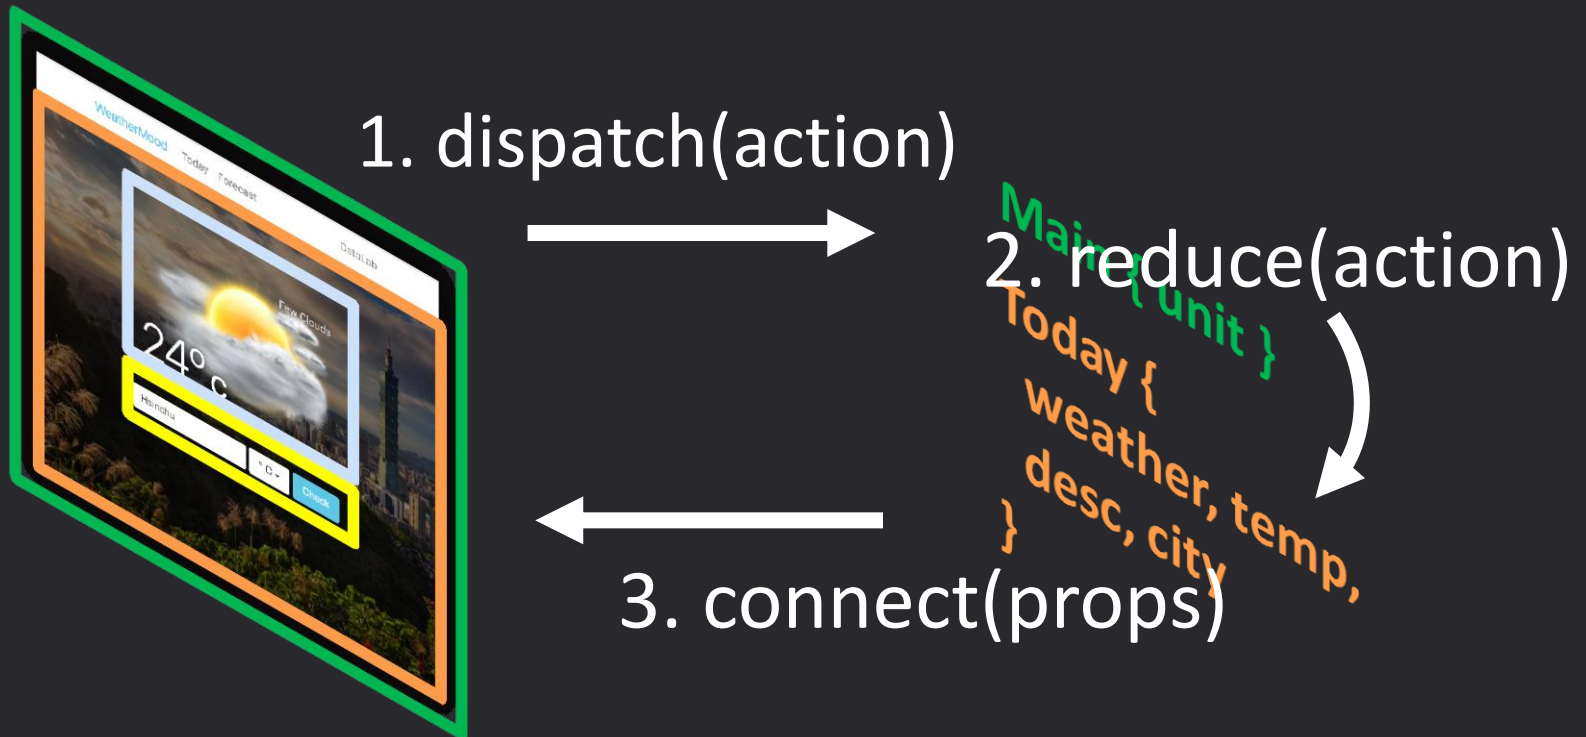 WeatherMood Today Forecast DataLab
Few Clouds
24° c
Hsinchu ° C Check
1. dispatch(action)
Main { unit }
2. reduce(action)
Today {
weather, temp,
desc, city
}
3. connect(props)